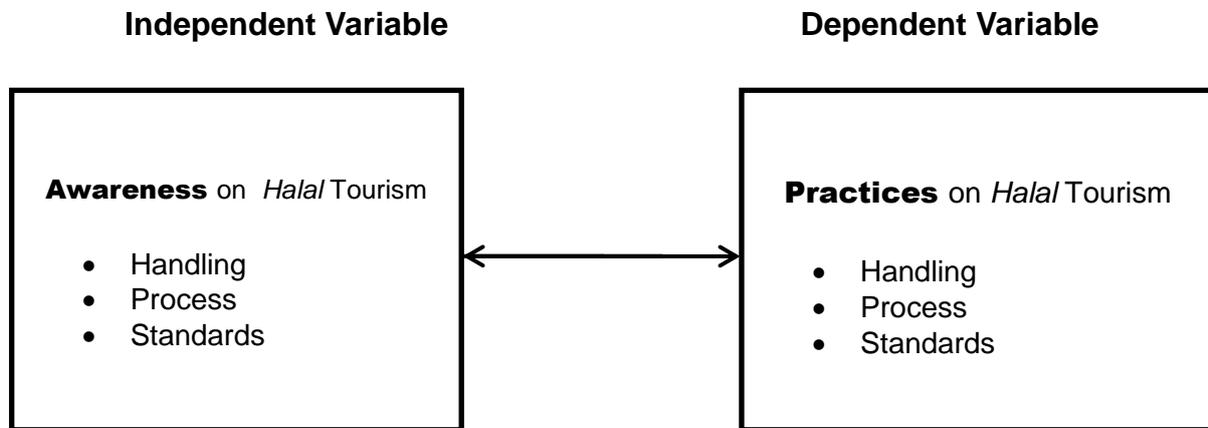 Independent Variable
Dependent Variable
Awareness on Halal Tourism
• Handling
• Process
• Standards
Practices on Halal Tourism
• Handling
• Process
• Standards